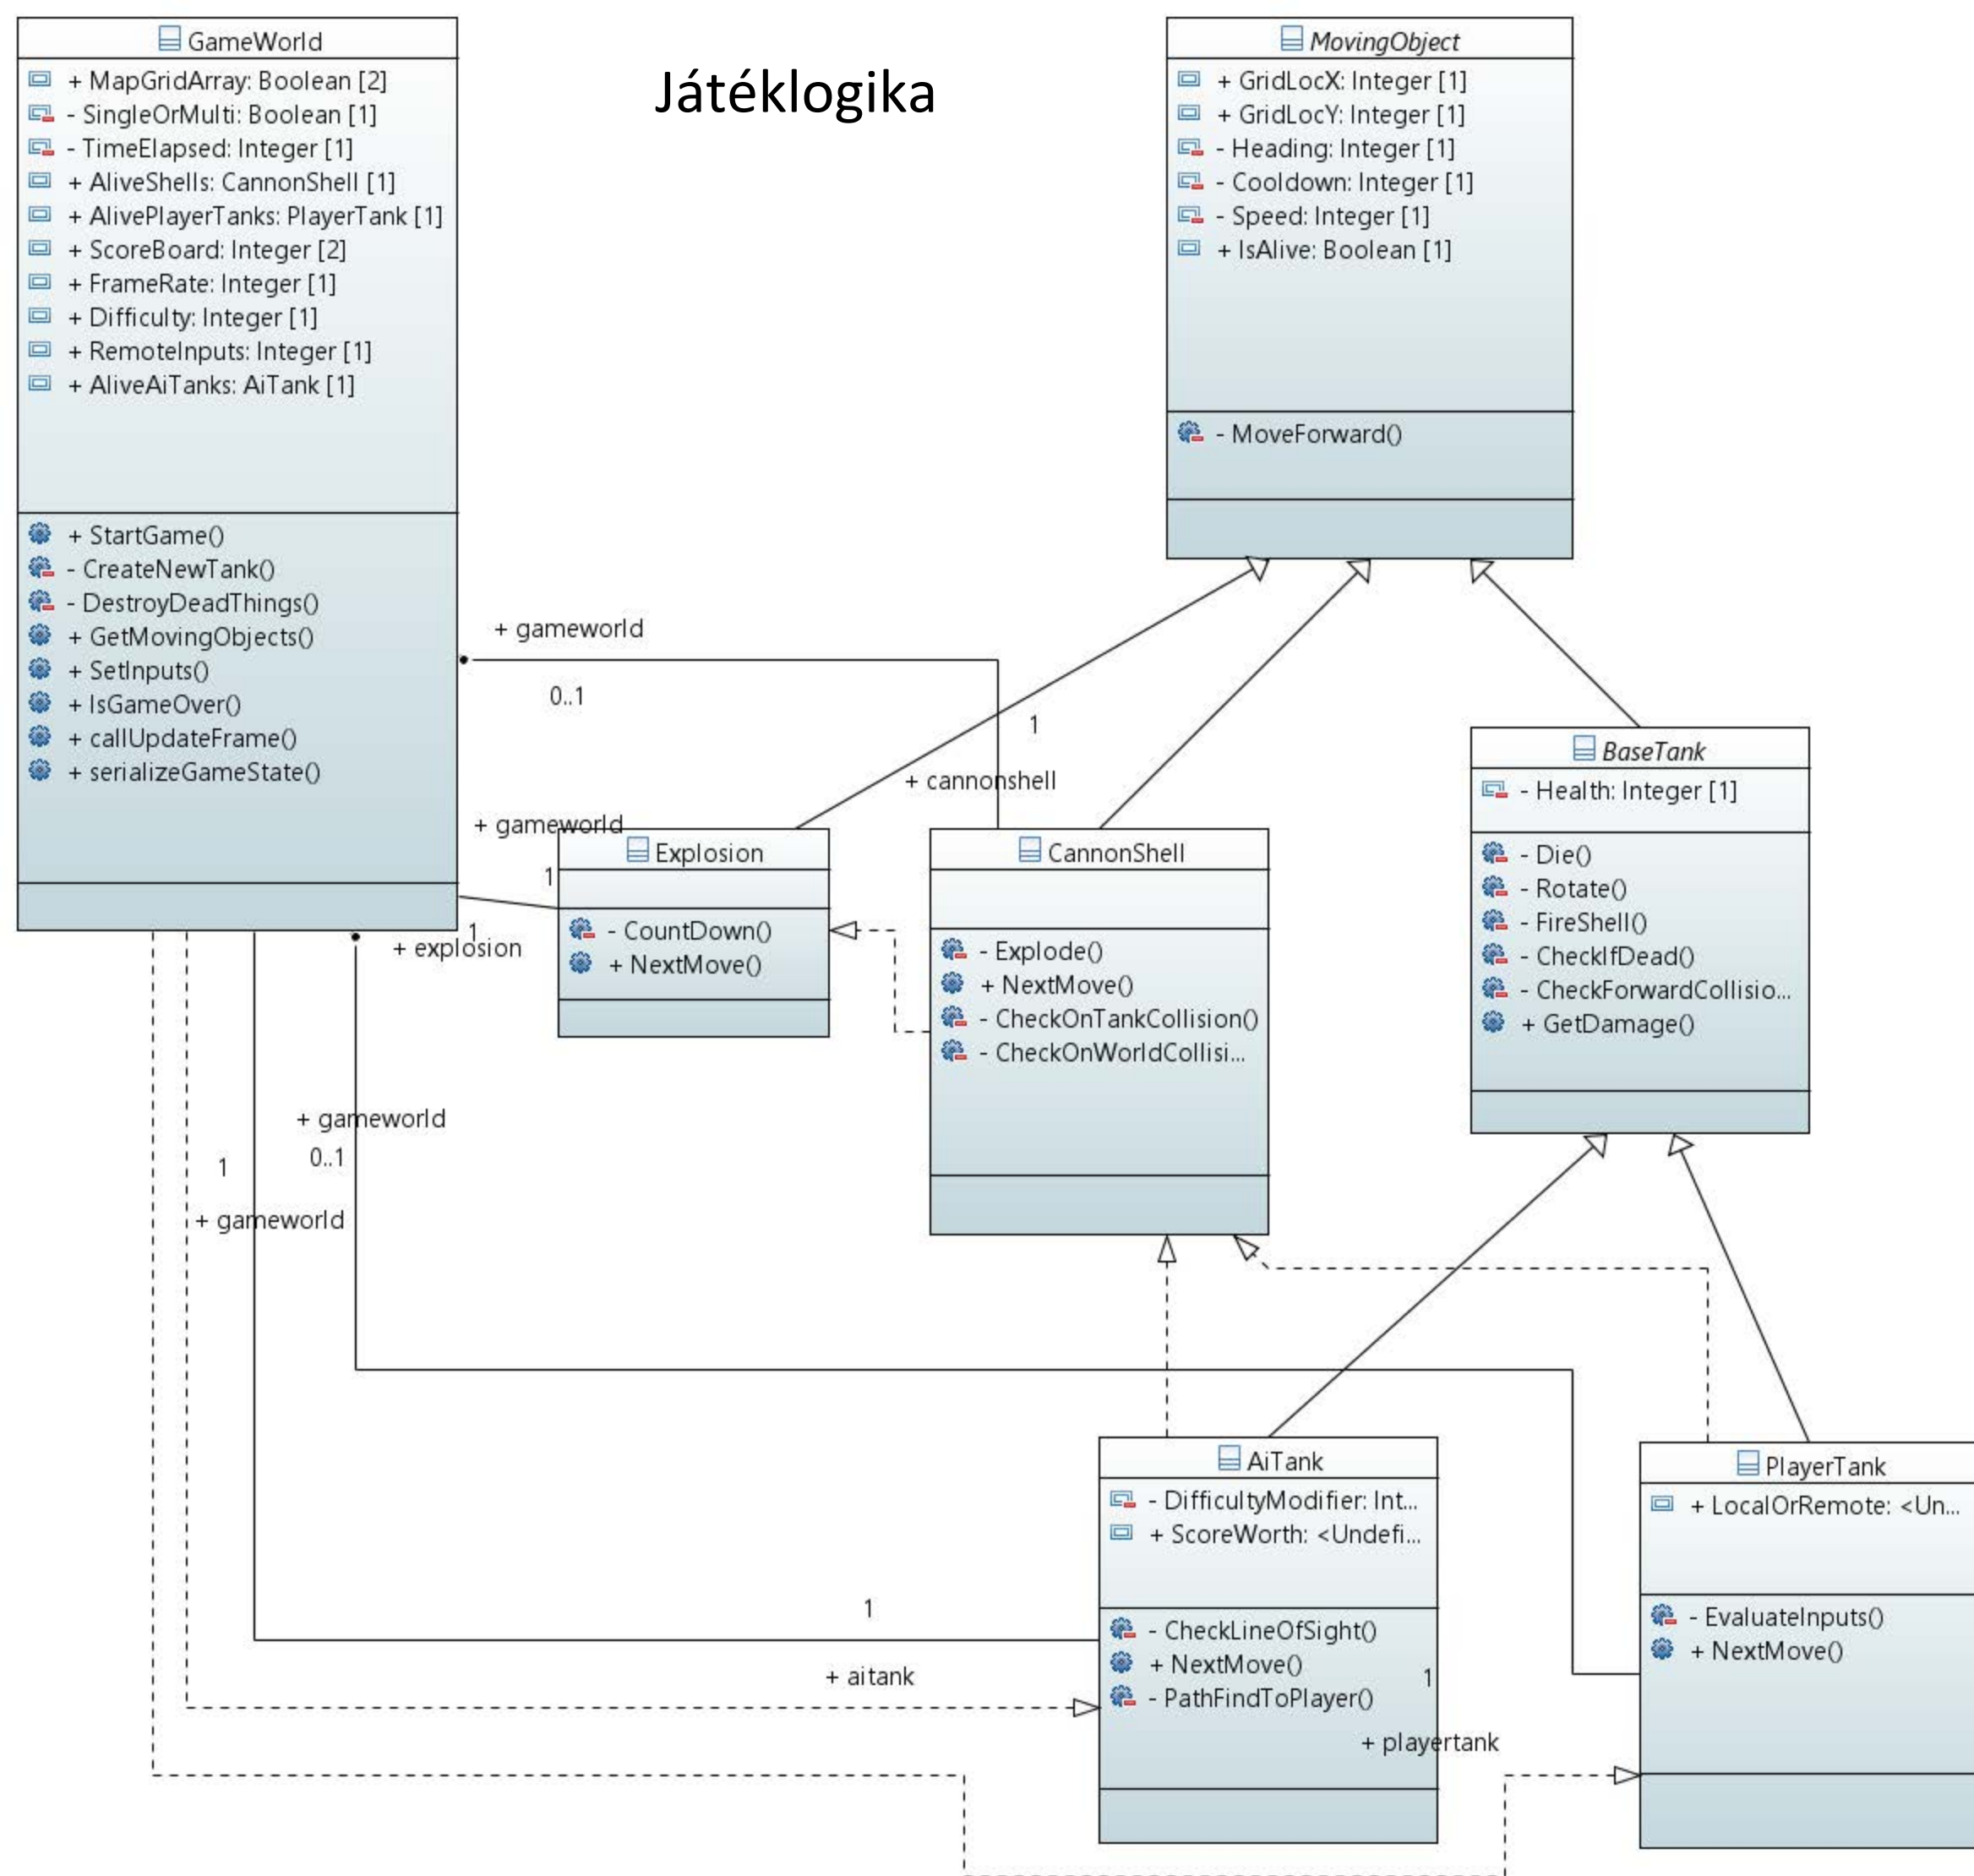 Játéklogika
GameWorld
+ MapGridArray: Boolean [2]
- SingleOrMulti: Boolean [1]
- TimeElapsed: Integer [1]
+ AliveShells: CannonShell [1]
+ AlivePlayerTanks: PlayerTank [1]
+ ScoreBoard: Integer [2]
+ FrameRate: Integer [1]
+ Difficulty: Integer [1]
+ RemoteInputs: Integer [1]
+ AliveAiTanks: AiTank [1]
+ StartGame()
- CreateNewTank()
- DestroyDeadThings()
+ GetMovingObjects()
+ SetInputs()
+ IsGameOver()
+ callUpdateFrame()
+ serializeGameState()
MovingObject
+ GridLocX: Integer [1]
+ GridLocY: Integer [1]
- Heading: Integer [1]
- Cooldown: Integer [1]
- Speed: Integer [1]
+ IsAlive: Boolean [1]
- MoveForward()
+ gameworld
0..1
1
+ cannonshell
+ gameworld
1
1
+ explosion
Explosion
- CountDown()
+ NextMove()
CannonShell
- Explode()
+ NextMove()
- CheckOnTankCollision()
- CheckOnWorldCollisi...
BaseTank
- Health: Integer [1]
- Die()
- Rotate()
- FireShell()
- CheckIfDead()
- CheckForwardCollisio...
+ GetDamage()
+ gameworld
0..1
1
+ gameworld
1
+ aitank
AiTank
- DifficultyModifier: Int...
+ ScoreWorth: <Undefi...
- CheckLineOfSight()
+ NextMove()
- PathFindToPlayer()
1
+ playertank
PlayerTank
+ LocalOrRemote: <Un...
- EvaluateInputs()
+ NextMove()